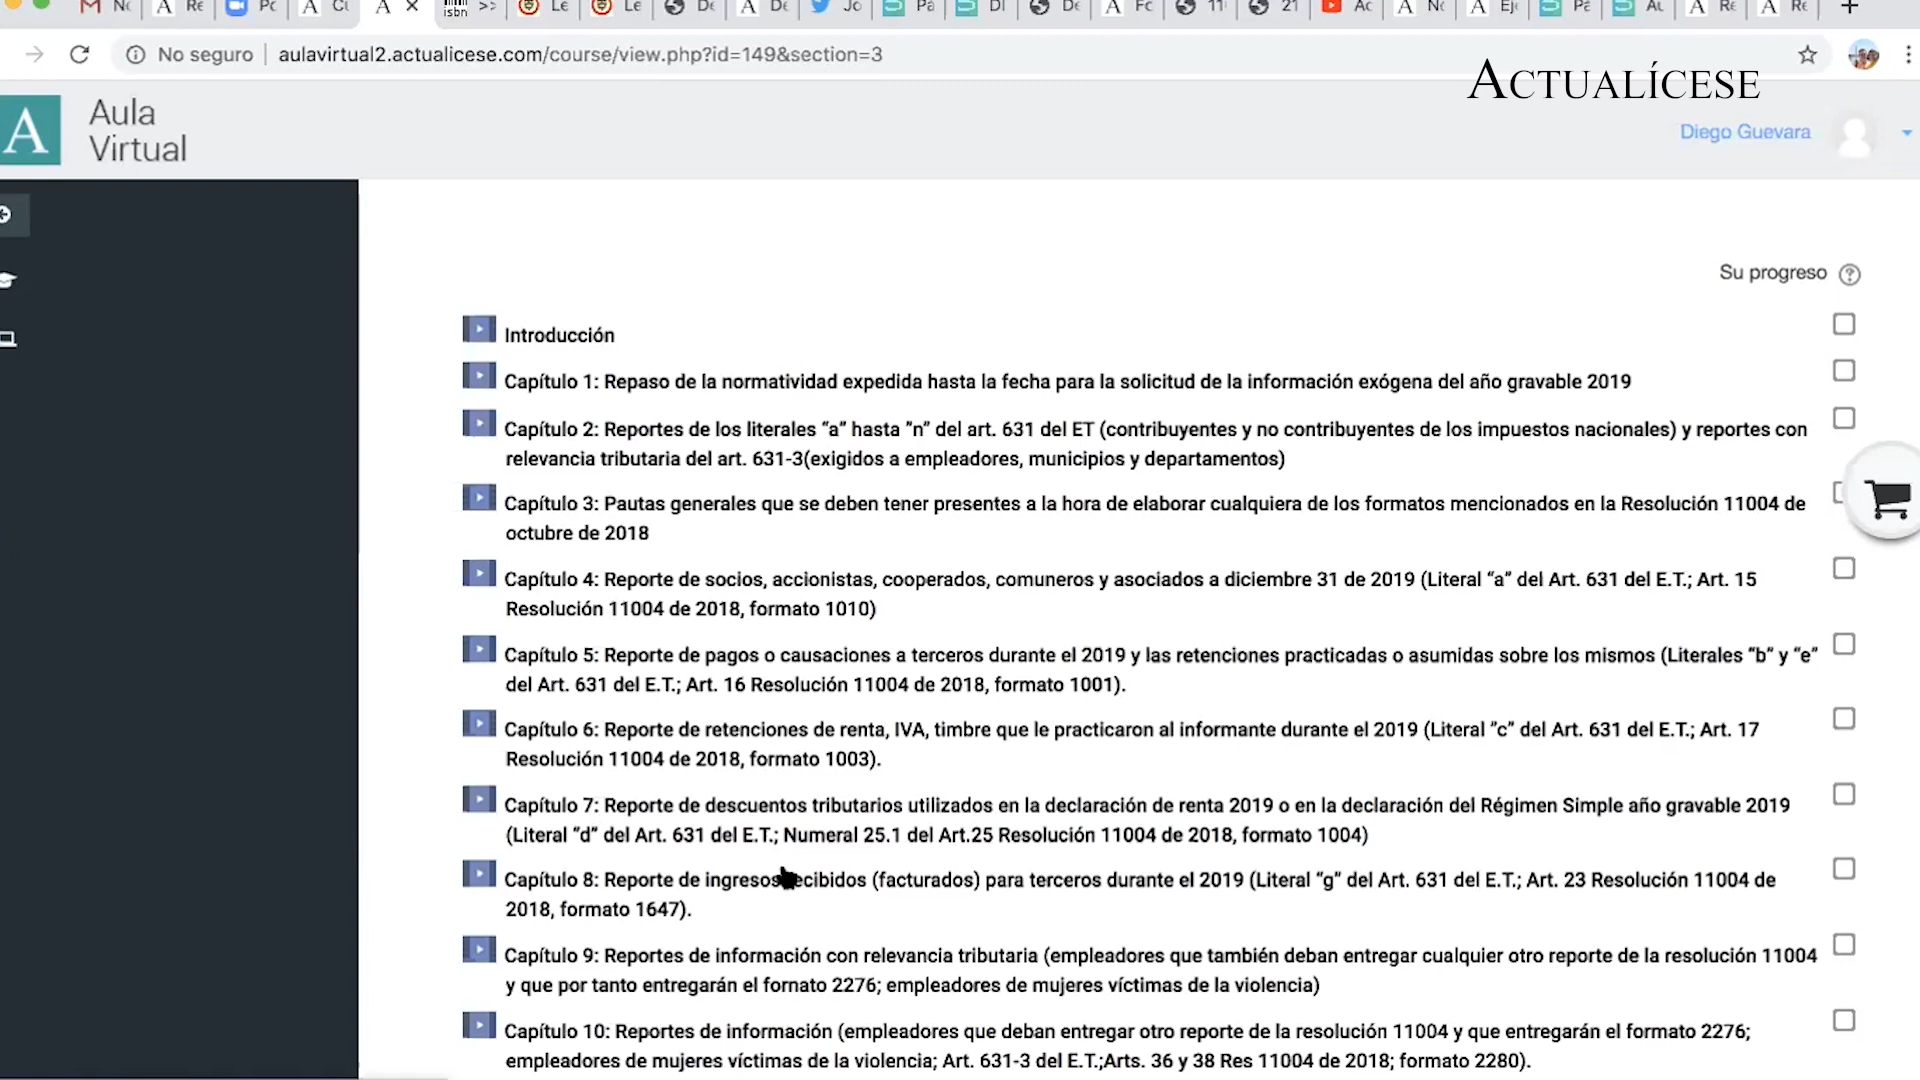 No seguro | aulavirtual2.actualicese.com/course/view.php?id=149&section=3
ACTUALÍCESE
A Aula
Virtual
Diego Guevara
Su progreso
Introducción
Capítulo 1: Repaso de la normatividad expedida hasta la fecha para la solicitud de la información exógena del año gravable 2019
Capítulo 2: Reportes de los literales “a” hasta ”n” del art. 631 del ET (contribuyentes y no contribuyentes de los impuestos nacionales) y reportes con
relevancia tributaria del art. 631-3(exigidos a empleadores, municipios y departamentos)
Capítulo 3: Pautas generales que se deben tener presentes a la hora de elaborar cualquiera de los formatos mencionados en la Resolución 11004 de
octubre de 2018
Capítulo 4: Reporte de socios, accionistas, cooperados, comuneros y asociados a diciembre 31 de 2019 (Literal “a” del Art. 631 del E.T.; Art. 15
Resolución 11004 de 2018, formato 1010)
Capítulo 5: Reporte de pagos o causaciones a terceros durante el 2019 y las retenciones practicadas o asumidas sobre los mismos (Literales ”b” y “e”
del Art. 631 del E.T.; Art. 16 Resolución 11004 de 2018, formato 1001).
Capítulo 6: Reporte de retenciones de renta, IVA, timbre que le practicaron al informante durante el 2019 (Literal ”c” del Art. 631 del E.T.; Art. 17
Resolución 11004 de 2018, formato 1003).
Capítulo 7: Reporte de descuentos tributarios utilizados en la declaración de renta 2019 o en la declaración del Régimen Simple año gravable 2019
(Literal ”d” del Art. 631 del E.T.; Numeral 25.1 del Art.25 Resolución 11004 de 2018, formato 1004)
Capítulo 8: Reporte de ingresos ecibidos (facturados) para terceros durante el 2019 (Literal “g” del Art. 631 del E.T.; Art. 23 Resolución 11004 de
2018, formato 1647).
Capítulo 9: Reportes de información con relevancia tributaria (empleadores que también deban entregar cualquier otro reporte de la resolución 11004
y que por tanto entregarán el fornato 2276; empleadores de mujeres víctimas de la violencia)
Capítulo 10: Reportes de información (empleadores que deban entregar otro reporte de la resolución 11004 y que entregarán el formato 2276;
empleadores de mujeres víctimas de la violencia; Art. 631-3 del E.T.;Arts. 36 y 38 Res 11004 de 2018; formato 2280).